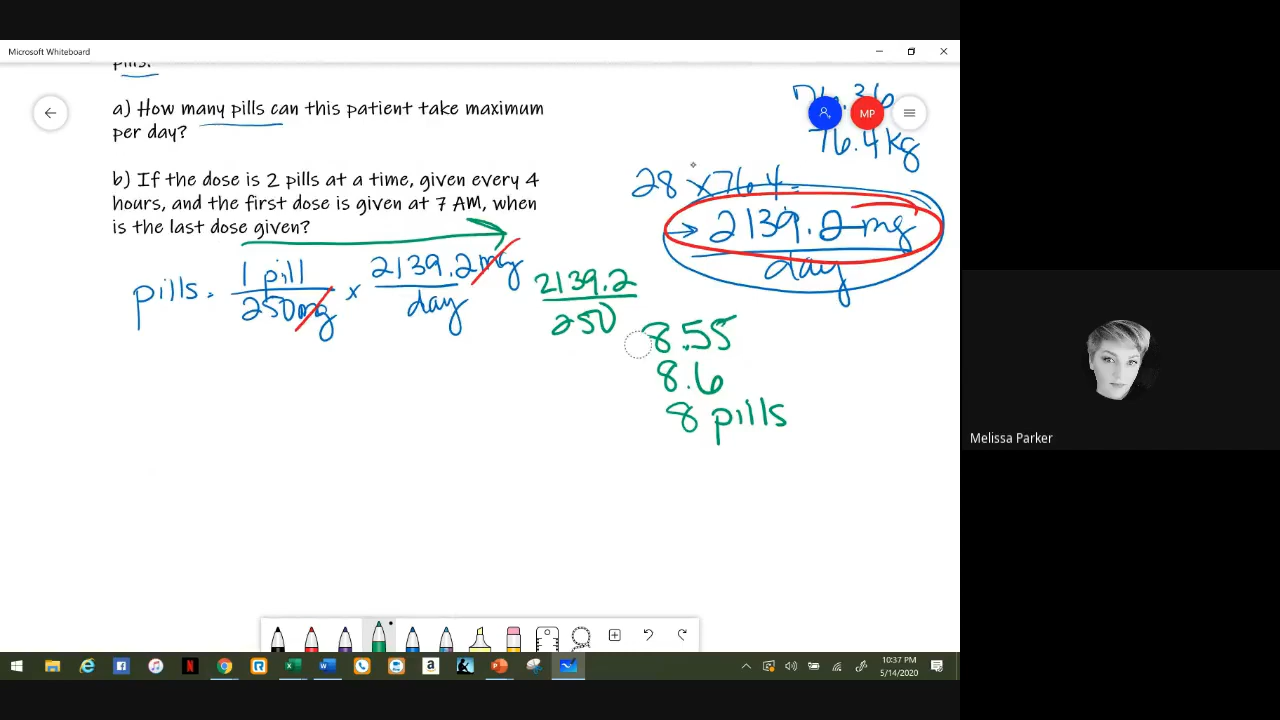 Microsoft Whiteboard
pills.
76.36
MP
76.4 kg
a) How many pills can this patient take maximum
per day?
b) If the dose is 2 pills at a time, given every 4
hours, and the first dose is given at 7 AM, when
is the last dose given?
28 x 76.4 =
→ 2139.2 mg
day
pills = 1 pill x 2139.2 mg
250 mg day
2139.2
250
8.55
8.6
8 pills
Melissa Parker
10:37 PM
5/14/2020